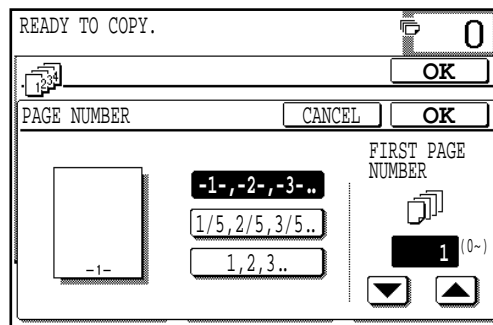 READY TO COPY.
0
1234
OK
PAGE NUMBER
CANCEL
OK
FIRST PAGE
NUMBER
-1-,-2-,-3-..
1/5,2/5,3/5..
1,2,3..
-1-
1
(0~)